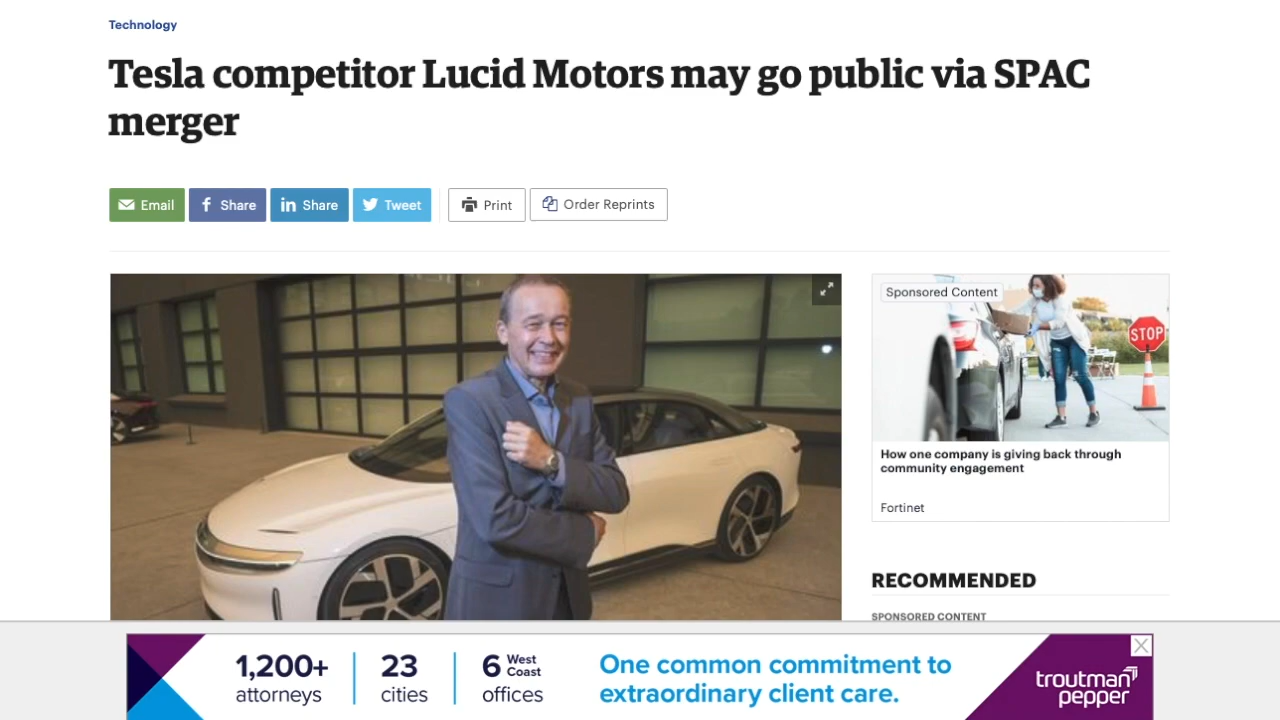 Technology
Tesla competitor Lucid Motors may go public via SPAC
merger
Email
Share
Share
Tweet
Print
Order Reprints
Sponsored Content
STOP
How one company is giving back through
community engagement
Fortinet
RECOMMENDED
SPONSORED CONTENT
1,200+
attorneys
23
cities
6 West
Coast
offices
One common commitment to
extraordinary client care.
troutman
pepper